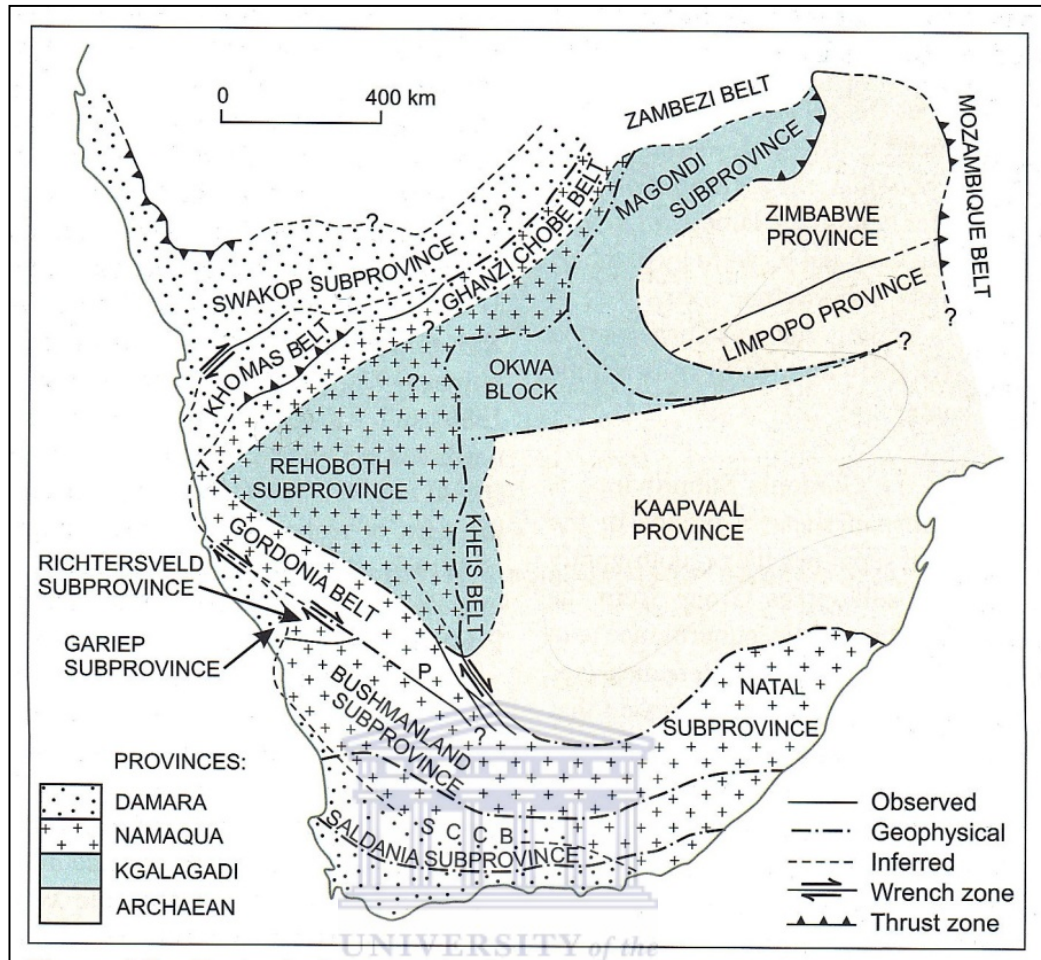 0 400 km
ZAMBEZI BELT
MOZAMBIQUE BELT
MAGONDI
SUBPROVINCE
ZIMBABWE
PROVINCE
?
?
SWAKOP SUBPROVINCE
GHANZI CHOBE BELT
LIMPOPO PROVINCE
?
KHOMAS BELT
?
?
OKWA
BLOCK
?
REHOBOTH
SUBPROVINCE
KAAPVAAL
PROVINCE
KHEIS BELT
GORDONIA BELT
RICHTERSVELD
SUBPROVINCE
GARIEP
SUBPROVINCE
P
BUSHMANLAND
SUBPROVINCE
?
NATAL
SUBPROVINCE
S C C B
SALDANIA SUBPROVINCE
PROVINCES:
DAMARA
NAMAQUA
KGALAGADI
ARCHAEAN
Observed
Geophysical
Inferred
Wrench zone
Thrust zone
UNIVERSITY of the